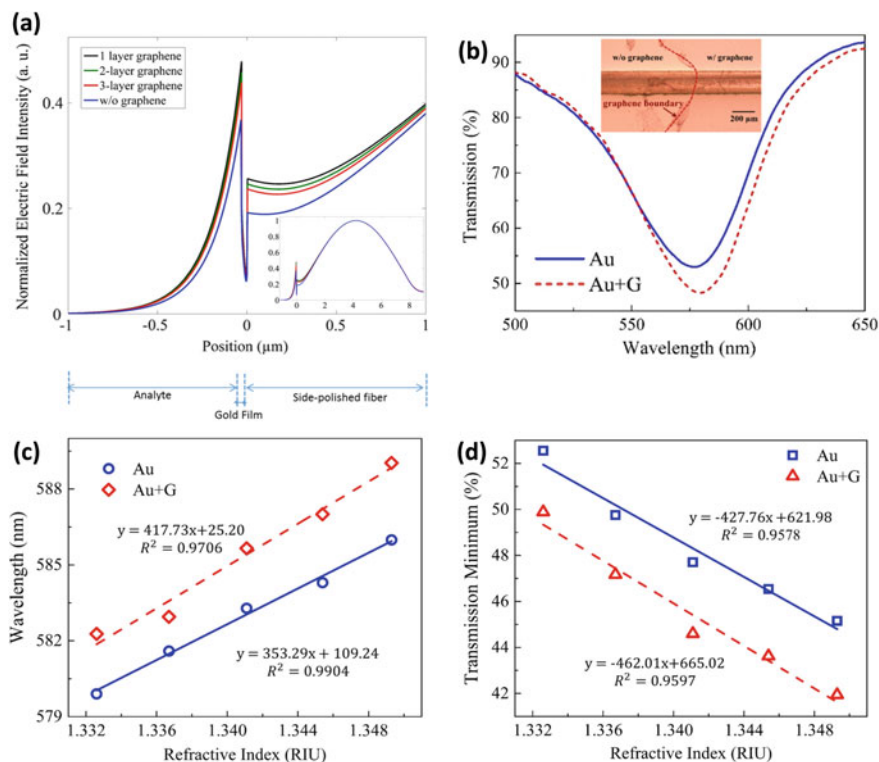 (a)
1 layer graphene
2-layer graphene
3-layer graphene
w/o graphene
Normalized Electric Field Intensity (a. u.)
0.4
0.2
0
-1
-0.5
0
0.5
1
Position (μm)
1
0.8
0.6
0.4
0.2
0
0
2
4
6
8
Analyte
Gold Film
Side-polished fiber
(b)
w/o graphene
w/ graphene
graphene boundary
200 μm
Au
Au+G
Transmission (%)
90
80
70
60
50
500
550
600
650
Wavelength (nm)
(c)
Au
Au+G
y = 417.73x+25.20
R² = 0.9706
y = 353.29x + 109.24
R² = 0.9904
Wavelength (nm)
588
585
582
579
1.332
1.336
1.340
1.344
1.348
Refractive Index (RIU)
(d)
Au
Au+G
y = -427.76x +621.98
R² = 0.9578
y = -462.01x+665.02
R² = 0.9597
Transmission Minimum (%)
52
50
48
46
44
42
1.332
1.336
1.340
1.344
1.348
Refractive Index (RIU)